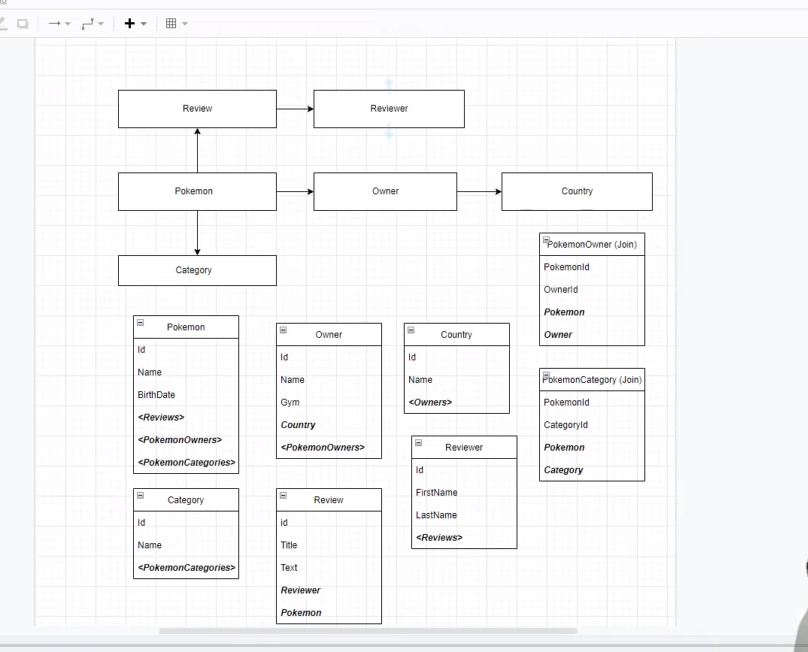 Review
Reviewer
Pokemon
Owner
Country
Category
PokemonOwner (Join)
PokemonId
OwnerId
Pokemon
Owner
Pokemon
Id
Name
BirthDate
<Reviews>
<PokemonOwners>
<PokemonCategories>
Owner
Id
Name
Gym
Country
<PokemonOwners>
Country
Id
Name
<Owners>
PokemonCategory (Join)
PokemonId
CategoryId
Pokemon
Category
Reviewer
Id
FirstName
LastName
<Reviews>
Category
Id
Name
<PokemonCategories>
Review
id
Title
Text
Reviewer
Pokemon